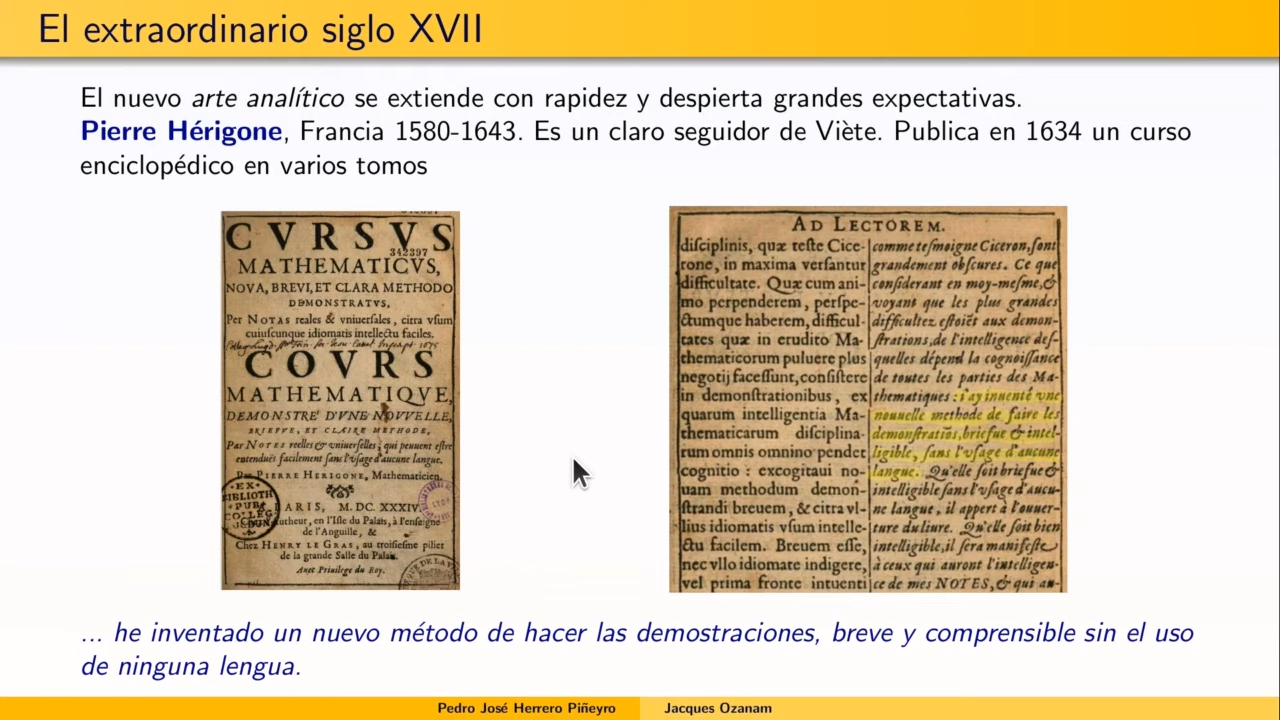 El extraordinario siglo XVII
El nuevo arte analítico se extiende con rapidez y despierta grandes expectativas.
Pierre Hérigone, Francia 1580-1643. Es un claro seguidor de Viète. Publica en 1634 un curso
enciclopédico en varios tomos
CVRSVS
342397
MATHEMATICVS,
NOVA, BREVI, ET CLARA METHODO
DEMONSTRATVS,
Per NOTAS reales & vniuersales, citra vsum
cuiuscunque idiomatis intellectu faciles.
COVRS
MATHEMATIQVE,
DEMONSTRE' D'VNE NOVVELLE,
BRIEFVE, ET CLAIRE METHODE,
Par NOTES reelles & vniuerselles, qui peuuent estre
entenduës facilement sans l'vsage d'aucune langue.
Par PIERRE HERIGONE, Mathematicien.
ARIS, M. DC. XXXIV.
utheur, en l'Isle du Palais, à l'enseigne
de l'Anguille, &
Chez HENRY LE GRAS, au troisiesme pilier
de la grande Salle du Palais.
Auec Priuilege du Roy.
AD LECTOREM.
disciplinis, quæ teste Cice-
rone, in maxima versantur
difficultate. Quæ cum ani-
mo perpenderem, perspe-
ctumque haberem, difficul-
tates quæ in erudito Ma-
thematicorum puluere plus
negotij facessunt, consistere
in demonstrationibus, ex
quarum intelligentia Ma-
thematicarum disciplina-
rum omnis omnino pendet
cognitio : excogitaui no-
uam methodum demon-
strandi breuem, & citra vl-
lius idiomatis vsum intelle-
ctu facilem. Breuem esse,
nec vllo idiomate indigere,
vel prima fronte intuenti
comme tesmoigne Ciceron, sont
grandement obscures. Ce que
considerant en moy-mesme, &
voyant que les plus grandes
difficultez estoiēt aux demon-
strations, de l'intelligence des-
quelles dépend la cognoissance
de toutes les parties des Ma-
thematiques : i'ay inuenté vne
nouuelle methode de faire les
demonstratiōs, briefue & intel-
ligible, sans l'vsage d'aucune
langue. Qu'elle soit briefue &
intelligible sans l'vsage d'aucu-
ne langue, il appert à l'ouuer-
ture du liure. Qu'elle soit bien
intelligible, il sera manifeste
à ceux qui auront l'intelligen-
ce de mes NOTES, & qui au-
... he inventado un nuevo método de hacer las demostraciones, breve y comprensible sin el uso
de ninguna lengua.
Pedro José Herrero Piñeyro Jacques Ozanam